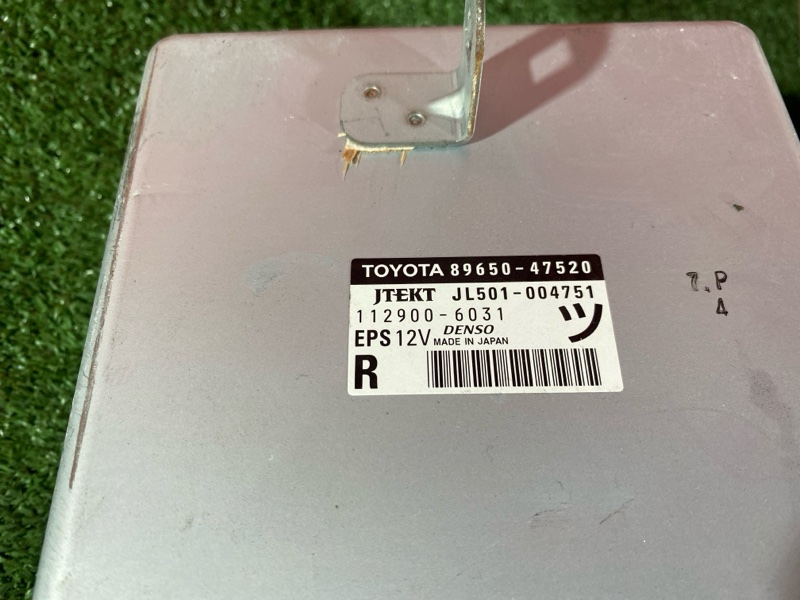 TOYOTA 89650-47520
JTEKT JL501-004751
112900-6031 ツ
EPS 12V DENSO
MADE IN JAPAN
R
7.P
4